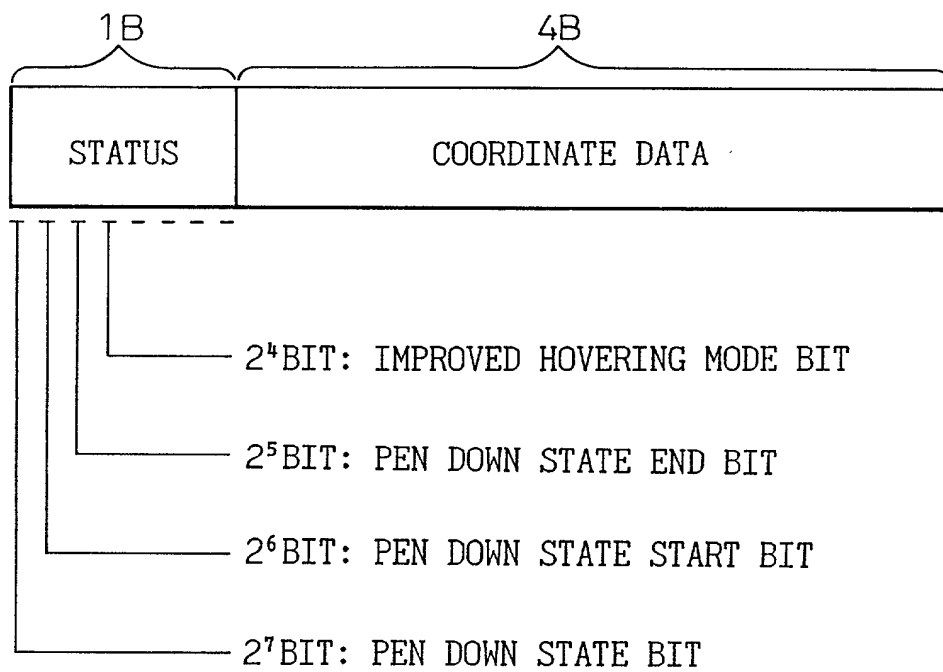 1B 4B
STATUS COORDINATE DATA
2⁴BIT: IMPROVED HOVERING MODE BIT
2⁵BIT: PEN DOWN STATE END BIT
2⁶BIT: PEN DOWN STATE START BIT
2⁷BIT: PEN DOWN STATE BIT